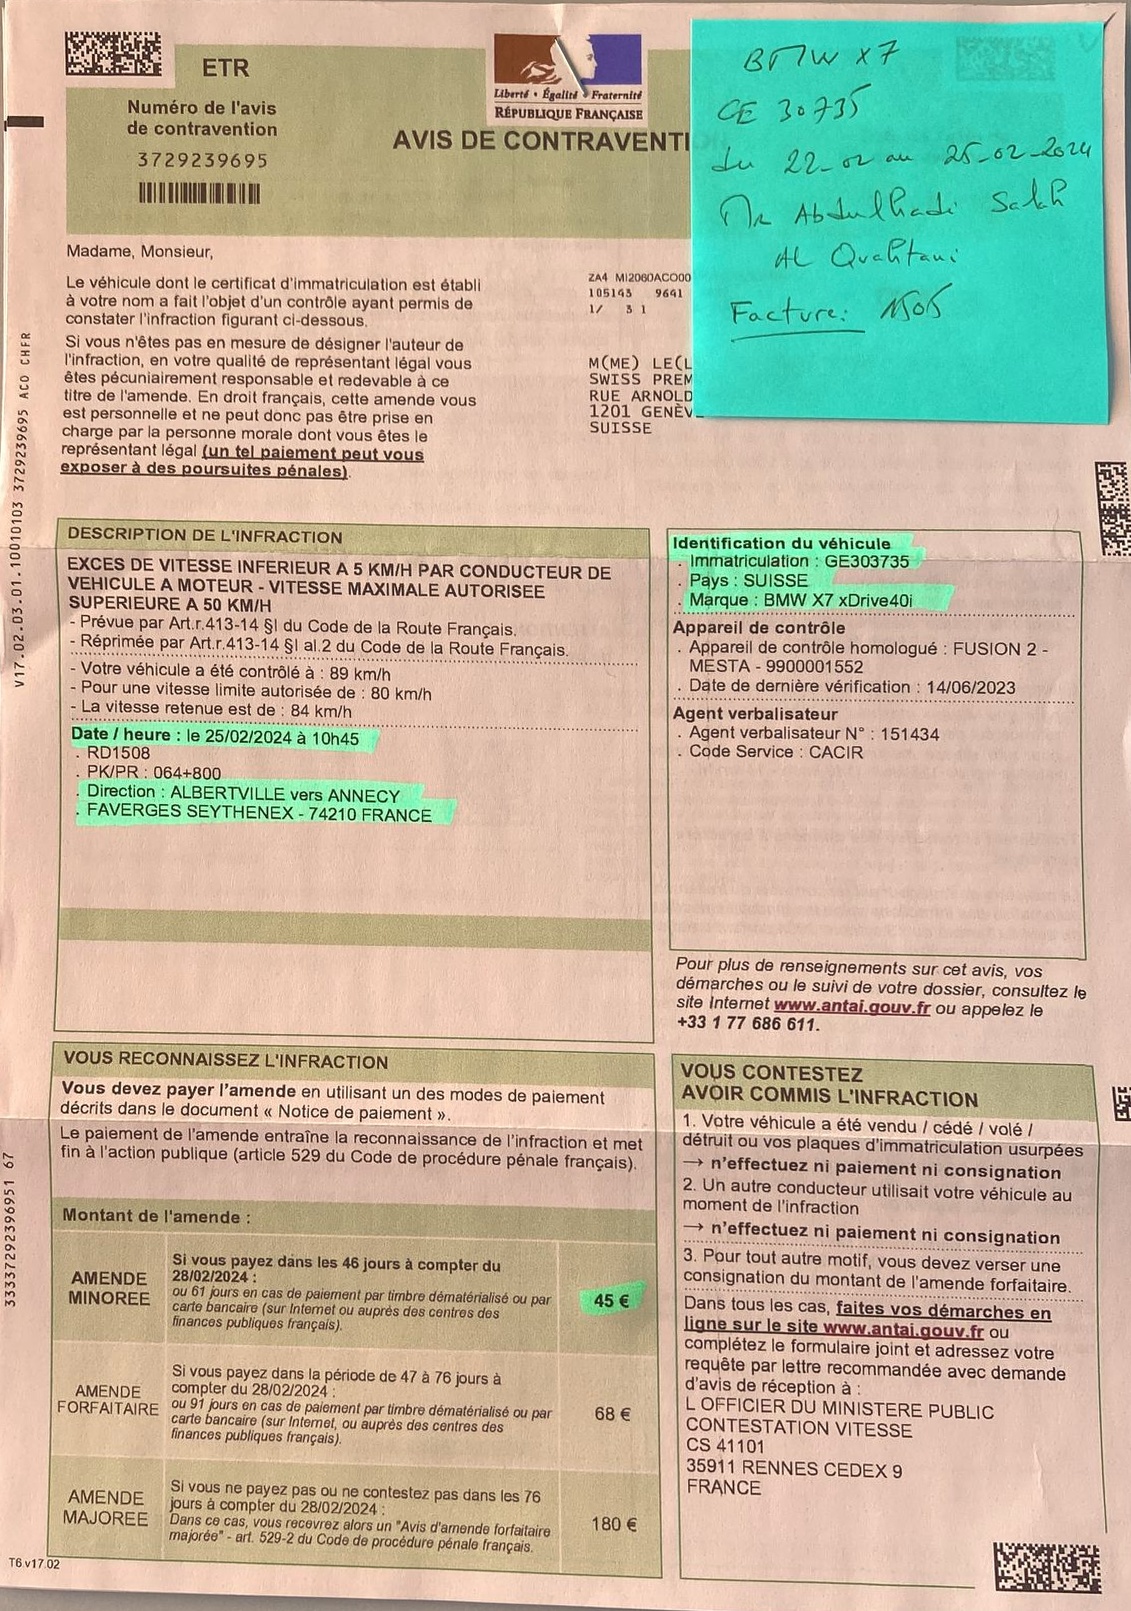 ETR
Numéro de l'avis
de contravention
3729239695
Liberté • Égalité • Fraternité
RÉPUBLIQUE FRANÇAISE
AVIS DE CONTRAVENTI
BMW X7
GE 30735
du 22-02 au 25-02-2024
Mr Abdulhadi Salah
Al Qvahtani
Facture: 1505
Madame, Monsieur,
Le véhicule dont le certificat d'immatriculation est établi
à votre nom a fait l'objet d'un contrôle ayant permis de
constater l'infraction figurant ci-dessous.
Si vous n'êtes pas en mesure de désigner l'auteur de
l'infraction, en votre qualité de représentant légal vous
êtes pécuniairement responsable et redevable à ce
titre de l'amende. En droit français, cette amende vous
est personnelle et ne peut donc pas être prise en
charge par la personne morale dont vous êtes le
représentant légal (un tel paiement peut vous
exposer à des poursuites pénales).
ZA4 MI2060ACO00
105143 9641
1/ 3 1
M(ME) LE(L
SWISS PREM
RUE ARNOLD
1201 GENÈV
SUISSE
V17.02.03.01.10010103 3729239695 ACO CHFR
DESCRIPTION DE L'INFRACTION
EXCES DE VITESSE INFERIEUR A 5 KM/H PAR CONDUCTEUR DE
VEHICULE A MOTEUR - VITESSE MAXIMALE AUTORISEE
SUPERIEURE A 50 KM/H
- Prévue par Art.r.413-14 §I du Code de la Route Français.
- Réprimée par Art.r.413-14 §I al.2 du Code de la Route Français.
- Votre véhicule a été contrôlé à : 89 km/h
- Pour une vitesse limite autorisée de : 80 km/h
- La vitesse retenue est de : 84 km/h
Date / heure : le 25/02/2024 à 10h45
. RD1508
. PK/PR : 064+800
. Direction : ALBERTVILLE vers ANNECY
. FAVERGES SEYTHENEX - 74210 FRANCE
Identification du véhicule
. Immatriculation : GE303735
. Pays : SUISSE
. Marque : BMW X7 xDrive40i
Appareil de contrôle
. Appareil de contrôle homologué : FUSION 2 -
MESTA - 9900001552
. Date de dernière vérification : 14/06/2023
Agent verbalisateur
. Agent verbalisateur N° : 151434
. Code Service : CACIR
Pour plus de renseignements sur cet avis, vos
démarches ou le suivi de votre dossier, consultez le
site Internet www.antai.gouv.fr ou appelez le
+33 1 77 686 611.
VOUS RECONNAISSEZ L'INFRACTION
Vous devez payer l'amende en utilisant un des modes de paiement
décrits dans le document « Notice de paiement ».
Le paiement de l'amende entraîne la reconnaissance de l'infraction et met
fin à l'action publique (article 529 du Code de procédure pénale français).
Montant de l'amende :
AMENDE
MINOREE
Si vous payez dans les 46 jours à compter du
28/02/2024 :
ou 61 jours en cas de paiement par timbre dématérialisé ou par
carte bancaire (sur Internet ou auprès des centres des
finances publiques français).
45 €
AMENDE
FORFAITAIRE
Si vous payez dans la période de 47 à 76 jours à
compter du 28/02/2024 :
ou 91 jours en cas de paiement par timbre dématérialisé ou par
carte bancaire (sur Internet, ou auprès des centres des
finances publiques français).
68 €
AMENDE
MAJOREE
Si vous ne payez pas ou ne contestez pas dans les 76
jours à compter du 28/02/2024 :
Dans ce cas, vous recevrez alors un "Avis d'amende forfaitaire
majorée" - art. 529-2 du Code de procédure pénale français.
180 €
VOUS CONTESTEZ
AVOIR COMMIS L'INFRACTION
1. Votre véhicule a été vendu / cédé / volé /
détruit ou vos plaques d'immatriculation usurpées
→ n'effectuez ni paiement ni consignation
2. Un autre conducteur utilisait votre véhicule au
moment de l'infraction
→ n'effectuez ni paiement ni consignation
3. Pour tout autre motif, vous devez verser une
consignation du montant de l'amende forfaitaire.
Dans tous les cas, faites vos démarches en
ligne sur le site www.antai.gouv.fr ou
complétez le formulaire joint et adressez votre
requête par lettre recommandée avec demande
d'avis de réception à :
L OFFICIER DU MINISTERE PUBLIC
CONTESTATION VITESSE
CS 41101
35911 RENNES CEDEX 9
FRANCE
33337292396951 67
T6.v17.02